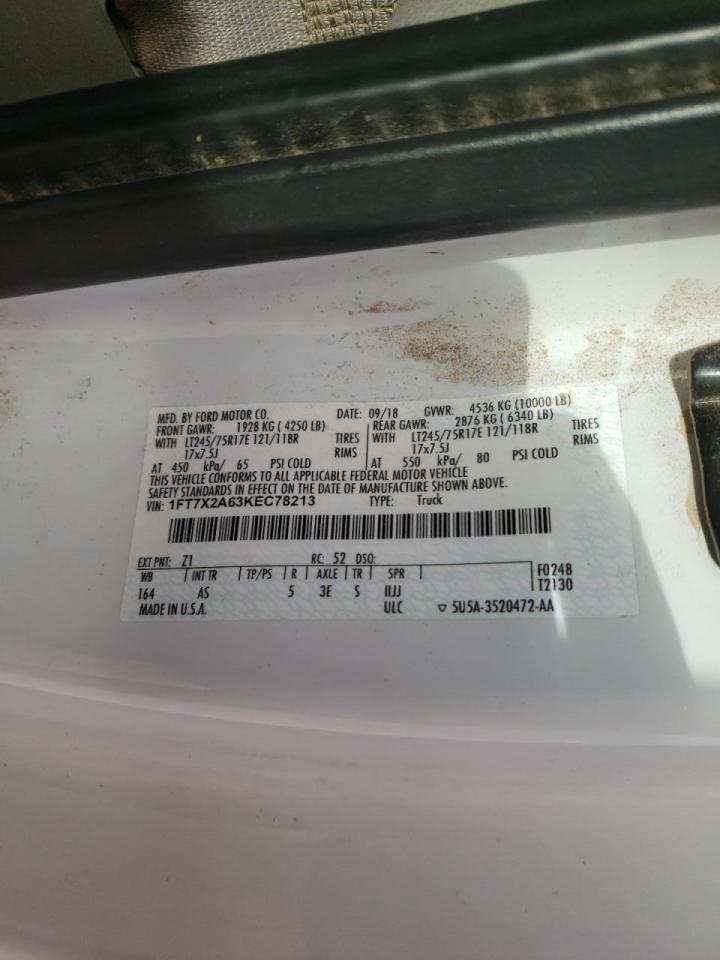 MFD. BY FORD MOTOR CO. DATE: 09/18 GVWR: 4536 KG (10000 LB)
FRONT GAWR: 1928 KG ( 4250 LB) REAR GAWR: 2876 KG ( 6340 LB)
WITH LT245/75R17E 121/118R TIRES WITH LT245/75R17E 121/118R TIRES
17x7.5J RIMS 17x7.5J RIMS
AT 450 kPa/ 65 PSI COLD AT 550 kPa/ 80 PSI COLD
THIS VEHICLE CONFORMS TO ALL APPLICABLE FEDERAL MOTOR VEHICLE
SAFETY STANDARDS IN EFFECT ON THE DATE OF MANUFACTURE SHOWN ABOVE.
VIN: 1FT7X2A63KEC78213 TYPE: Truck
EXT PNT: Z1 RC: 52 DSO: F0248
WB INT TR TP/PS R AXLE TR SPR T2130
164 AS 5 3E S IIJJ
MADE IN U.S.A. ULC ▽ 5U5A-3520472-AA